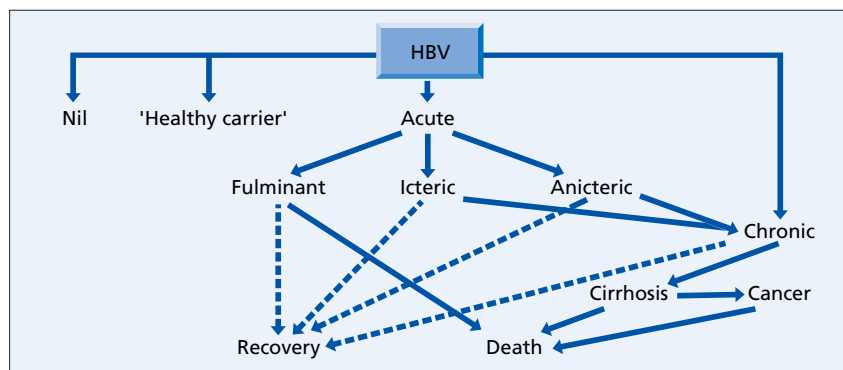 HBV
Nil
'Healthy carrier'
Acute
Fulminant
Icteric
Anicteric
Chronic
Cirrhosis
Cancer
Recovery
Death